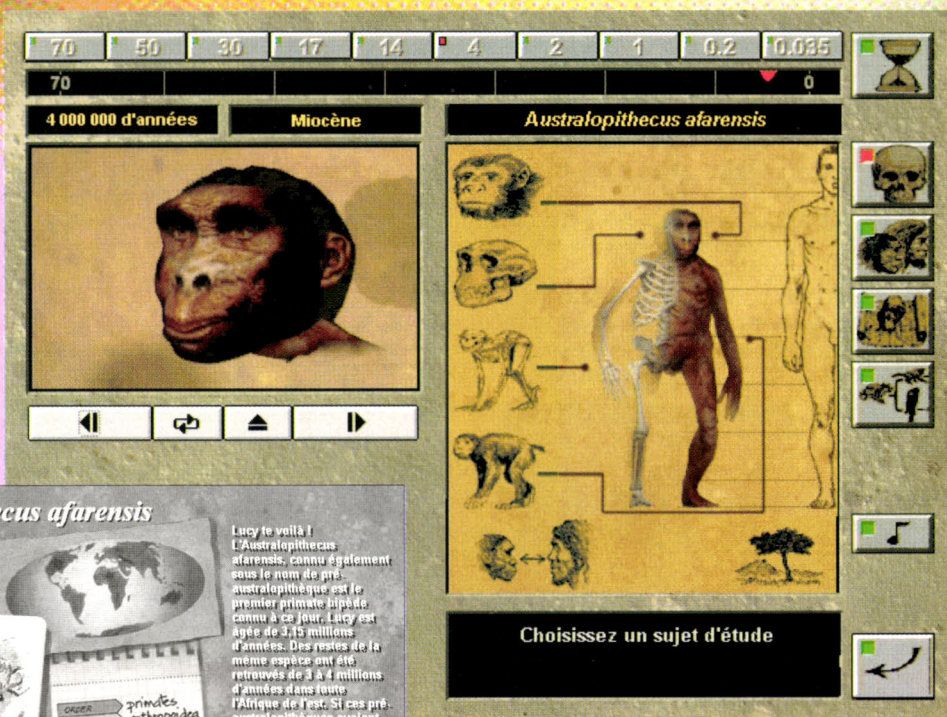 70 50 30 17 14 4 2 1 0.2 0.035
70 0
4 000 000 d'années
Miocène
Australopithecus afarensis
Choisissez un sujet d'étude
cus afarensis
Lucy te voilà !
L'Australopithecus
afarensis, connu également
sous le nom de pré-
australopithèque est le
premier primate bipède
connu à ce jour. Lucy est
agée de 3,15 millions
d'années. Des restes de la
même espèce ont été
retrouvés de 3 à 4 millions
d'années dans toute
l'Afrique de l'est. Si ces pré-
ORDER primates